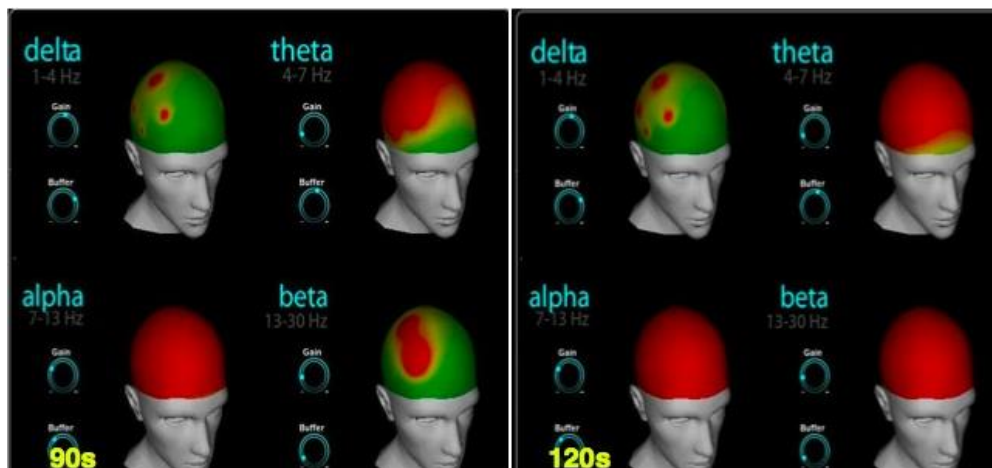 delta
1-4 Hz
Gain
Buffer
theta
4-7 Hz
Gain
Buffer
alpha
7-13 Hz
Gain
Buffer
90s
beta
13-30 Hz
Gain
Buffer
delta
1-4 Hz
Gain
Buffer
theta
4-7 Hz
Gain
Buffer
alpha
7-13 Hz
Gain
Buffer
120s
beta
13-30 Hz
Gain
Buffer